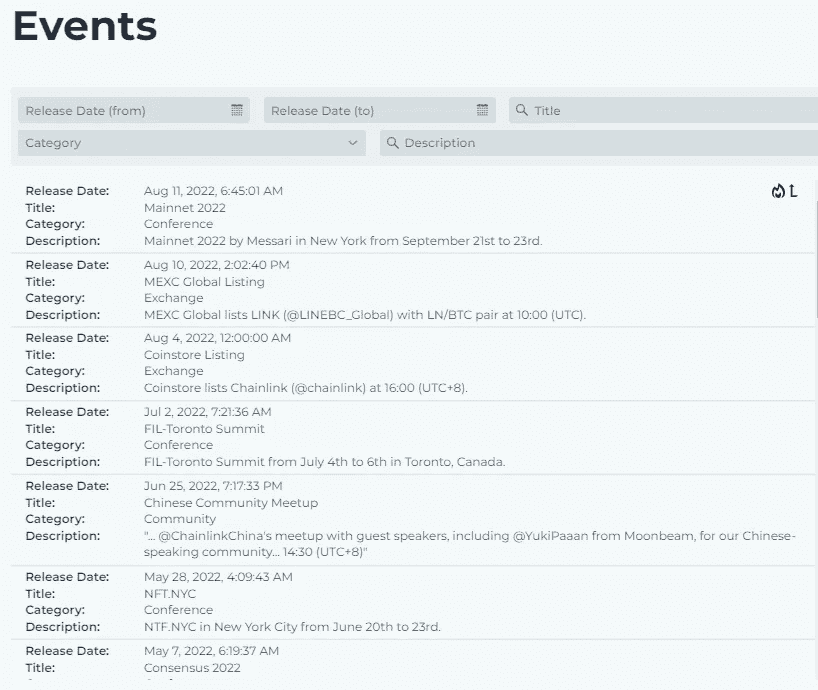 Events
Release Date (from) Release Date (to) Title
Category Description
Release Date: Aug 11, 2022, 6:45:01 AM
Title: Mainnet 2022
Category: Conference
Description: Mainnet 2022 by Messari in New York from September 21st to 23rd.
Release Date: Aug 10, 2022, 2:02:40 PM
Title: MEXC Global Listing
Category: Exchange
Description: MEXC Global lists LINK (@LINEBC_Global) with LN/BTC pair at 10:00 (UTC).
Release Date: Aug 4, 2022, 12:00:00 AM
Title: Coinstore Listing
Category: Exchange
Description: Coinstore lists Chainlink (@chainlink) at 16:00 (UTC+8).
Release Date: Jul 2, 2022, 7:21:36 AM
Title: FIL-Toronto Summit
Category: Conference
Description: FIL-Toronto Summit from July 4th to 6th in Toronto, Canada.
Release Date: Jun 25, 2022, 7:17:33 PM
Title: Chinese Community Meetup
Category: Community
Description: "... @ChainlinkChina's meetup with guest speakers, including @YukiPaaan from Moonbeam, for our Chinese-
speaking community... 14:30 (UTC+8)"
Release Date: May 28, 2022, 4:09:43 AM
Title: NFT.NYC
Category: Conference
Description: NTF.NYC in New York City from June 20th to 23rd.
Release Date: May 7, 2022, 6:19:37 AM
Title: Consensus 2022